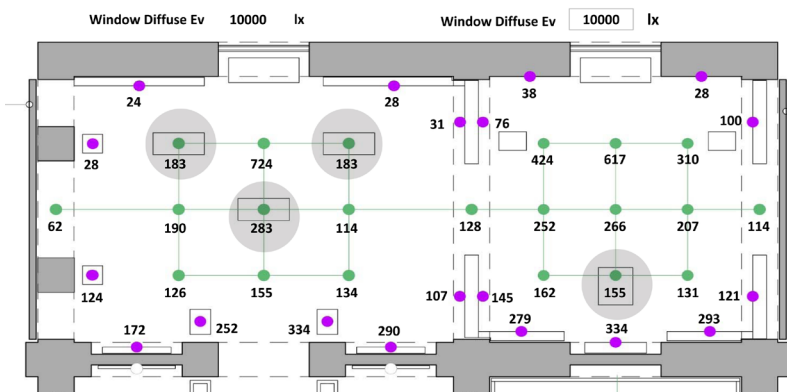 Window Diffuse Ev 10000 lx
Window Diffuse Ev 10000 lx
24 28 38 28
31 76 100
28 183 724 183 424 617 310
62 190 283 114 128 252 266 207 114
124 126 155 134 162 155 131
107 145 121
172 252 334 290 279 334 293